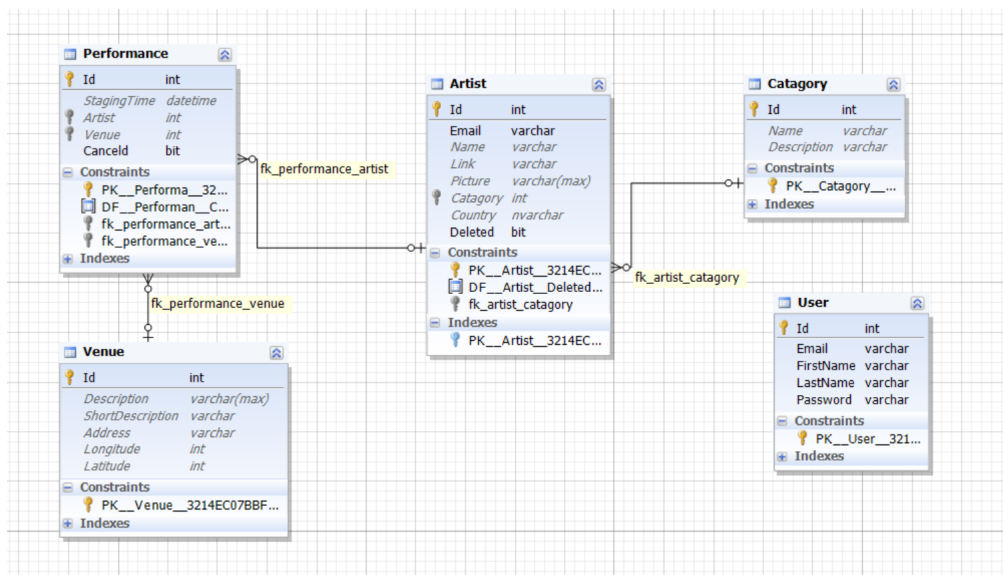 Performance
Id int
StagingTime datetime
Artist int
Venue int
Canceld bit
Constraints
PK__Performa__32...
DF__Performan__C...
fk_performance_art...
fk_performance_ve...
Indexes
fk_performance_artist
fk_performance_venue
Venue
Id int
Description varchar(max)
ShortDescription varchar
Address varchar
Longitude int
Latitude int
Constraints
PK__Venue__3214EC07BBF...
Indexes
Artist
Id int
Email varchar
Name varchar
Link varchar
Picture varchar(max)
Catagory int
Country nvarchar
Deleted bit
Constraints
PK__Artist__3214EC...
DF__Artist__Deleted...
fk_artist_catagory
Indexes
PK__Artist__3214EC...
fk_artist_catagory
Catagory
Id int
Name varchar
Description varchar
Constraints
PK__Catagory__...
Indexes
User
Id int
Email varchar
FirstName varchar
LastName varchar
Password varchar
Constraints
PK__User__321...
Indexes